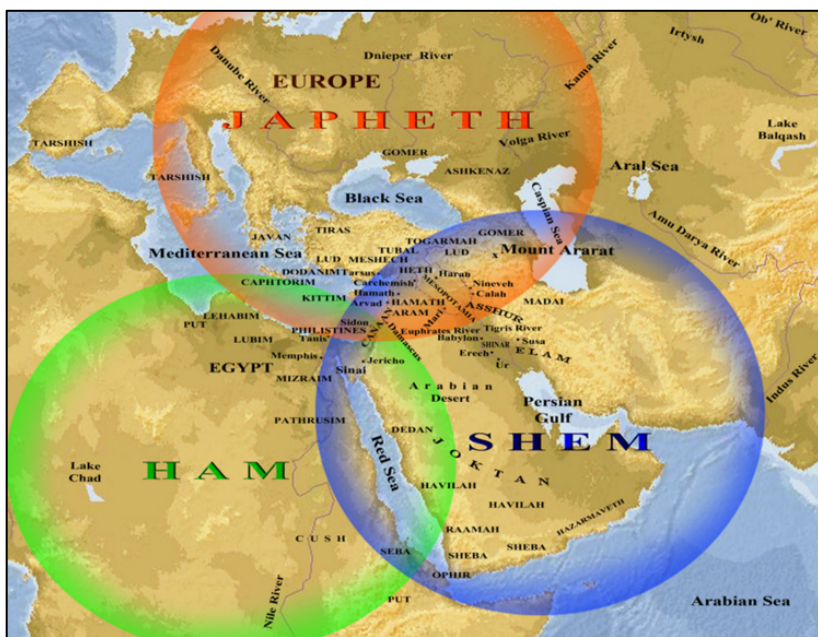 Ob' River
Irtysh
Kama River
Dnieper River
Danube River
EUROPE
JAPHETH
Volga River
Lake
Balqash
TARSHISH
GOMER
Aral Sea
TARSHISH
ASHKENAZ
Black Sea
Caspian Sea
Amu Darya River
TIRAS
JAVAN
GOMER
TOGARMAH
Mount Ararat
x
TUBAL
Mediterranean Sea
LUD
MESHECH
LUD
DODANIM
Tarsus
HETH
Haran
CAPHTORIM
Carchemish
MESOPOTAMIA
Nineveh
Calah
KITTIM
Hamath
HAMATH
ASSHUR
MADAI
Arvad
ARAM
Mari
LEHABIM
PUT
Sidon
CANAAN
PHILISTINES
Damascus
Euphrates River
Tigris River
LUBIM
Tanis
Babylon
SHINAR
Susa
ELAM
Memphis
Jericho
Erech
Ur
EGYPT
Sinai
MIZRAIM
Arabian
Desert
Persian
Gulf
Indus River
PATHRUSIM
DEDAN
SHEM
JOKTAN
Red Sea
Lake
Chad
HAM
HAVILAH
HAVILAH
HAZARMAVETH
RAAMAH
CUSH
SEBA
SHEBA
SHEBA
OPHIR
Nile River
PUT
Arabian Sea